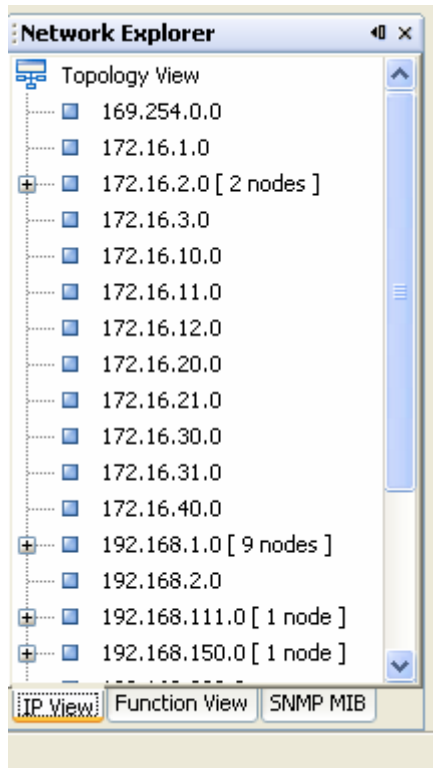 Network Explorer
Topology View
169.254.0.0
172.16.1.0
172.16.2.0 [ 2 nodes ]
172.16.3.0
172.16.10.0
172.16.11.0
172.16.12.0
172.16.20.0
172.16.21.0
172.16.30.0
172.16.31.0
172.16.40.0
192.168.1.0 [ 9 nodes ]
192.168.2.0
192.168.111.0 [ 1 node ]
192.168.150.0 [ 1 node ]
IP View Function View SNMP MIB